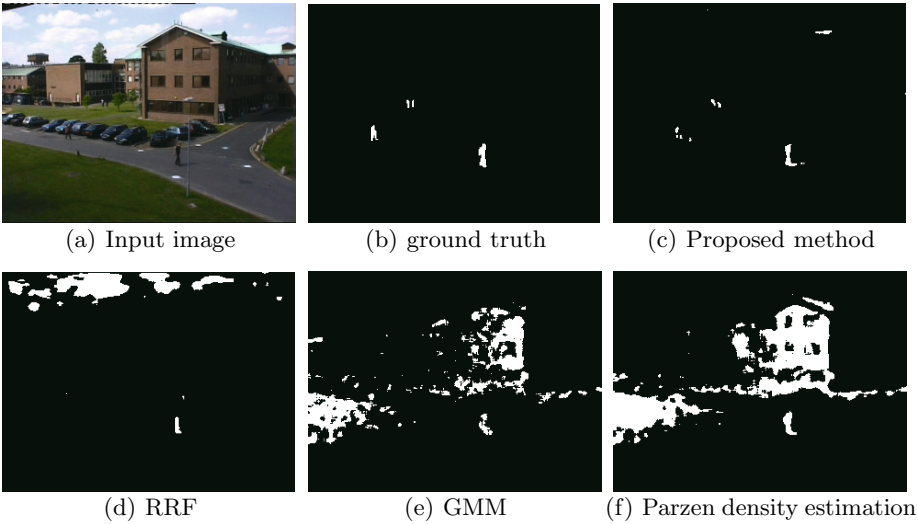 (a) Input image
(b) ground truth
(c) Proposed method
(d) RRF
(e) GMM
(f) Parzen density estimation